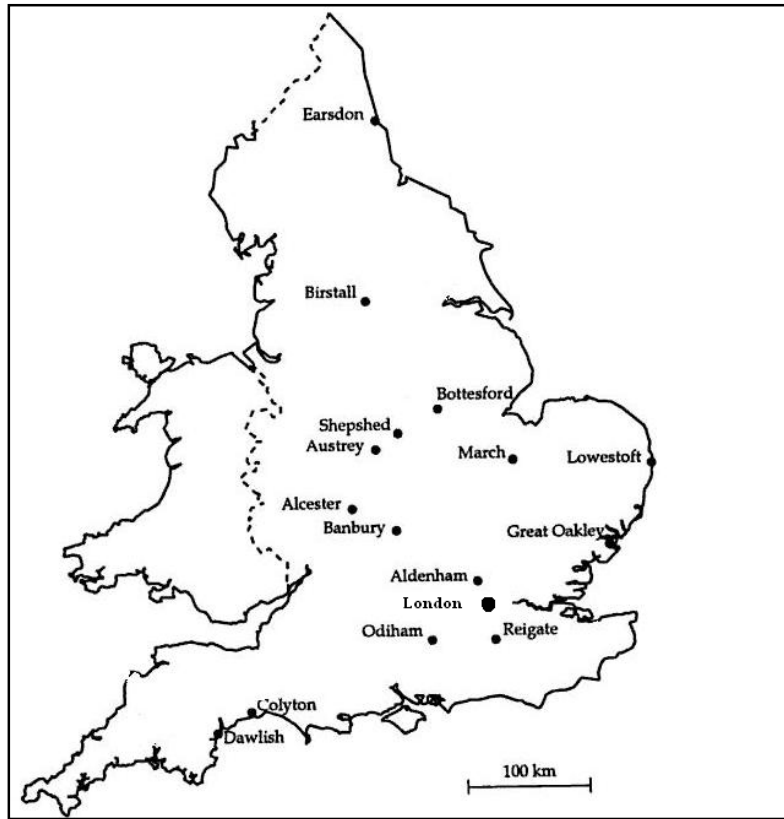 Earsdon
Birstall
Bottesford
Shepshed
Austrey
March
Lowestoft
Alcester
Banbury
Great Oakley
Aldenham
London
Odiham
Reigate
Colyton
Dawlish
100 km